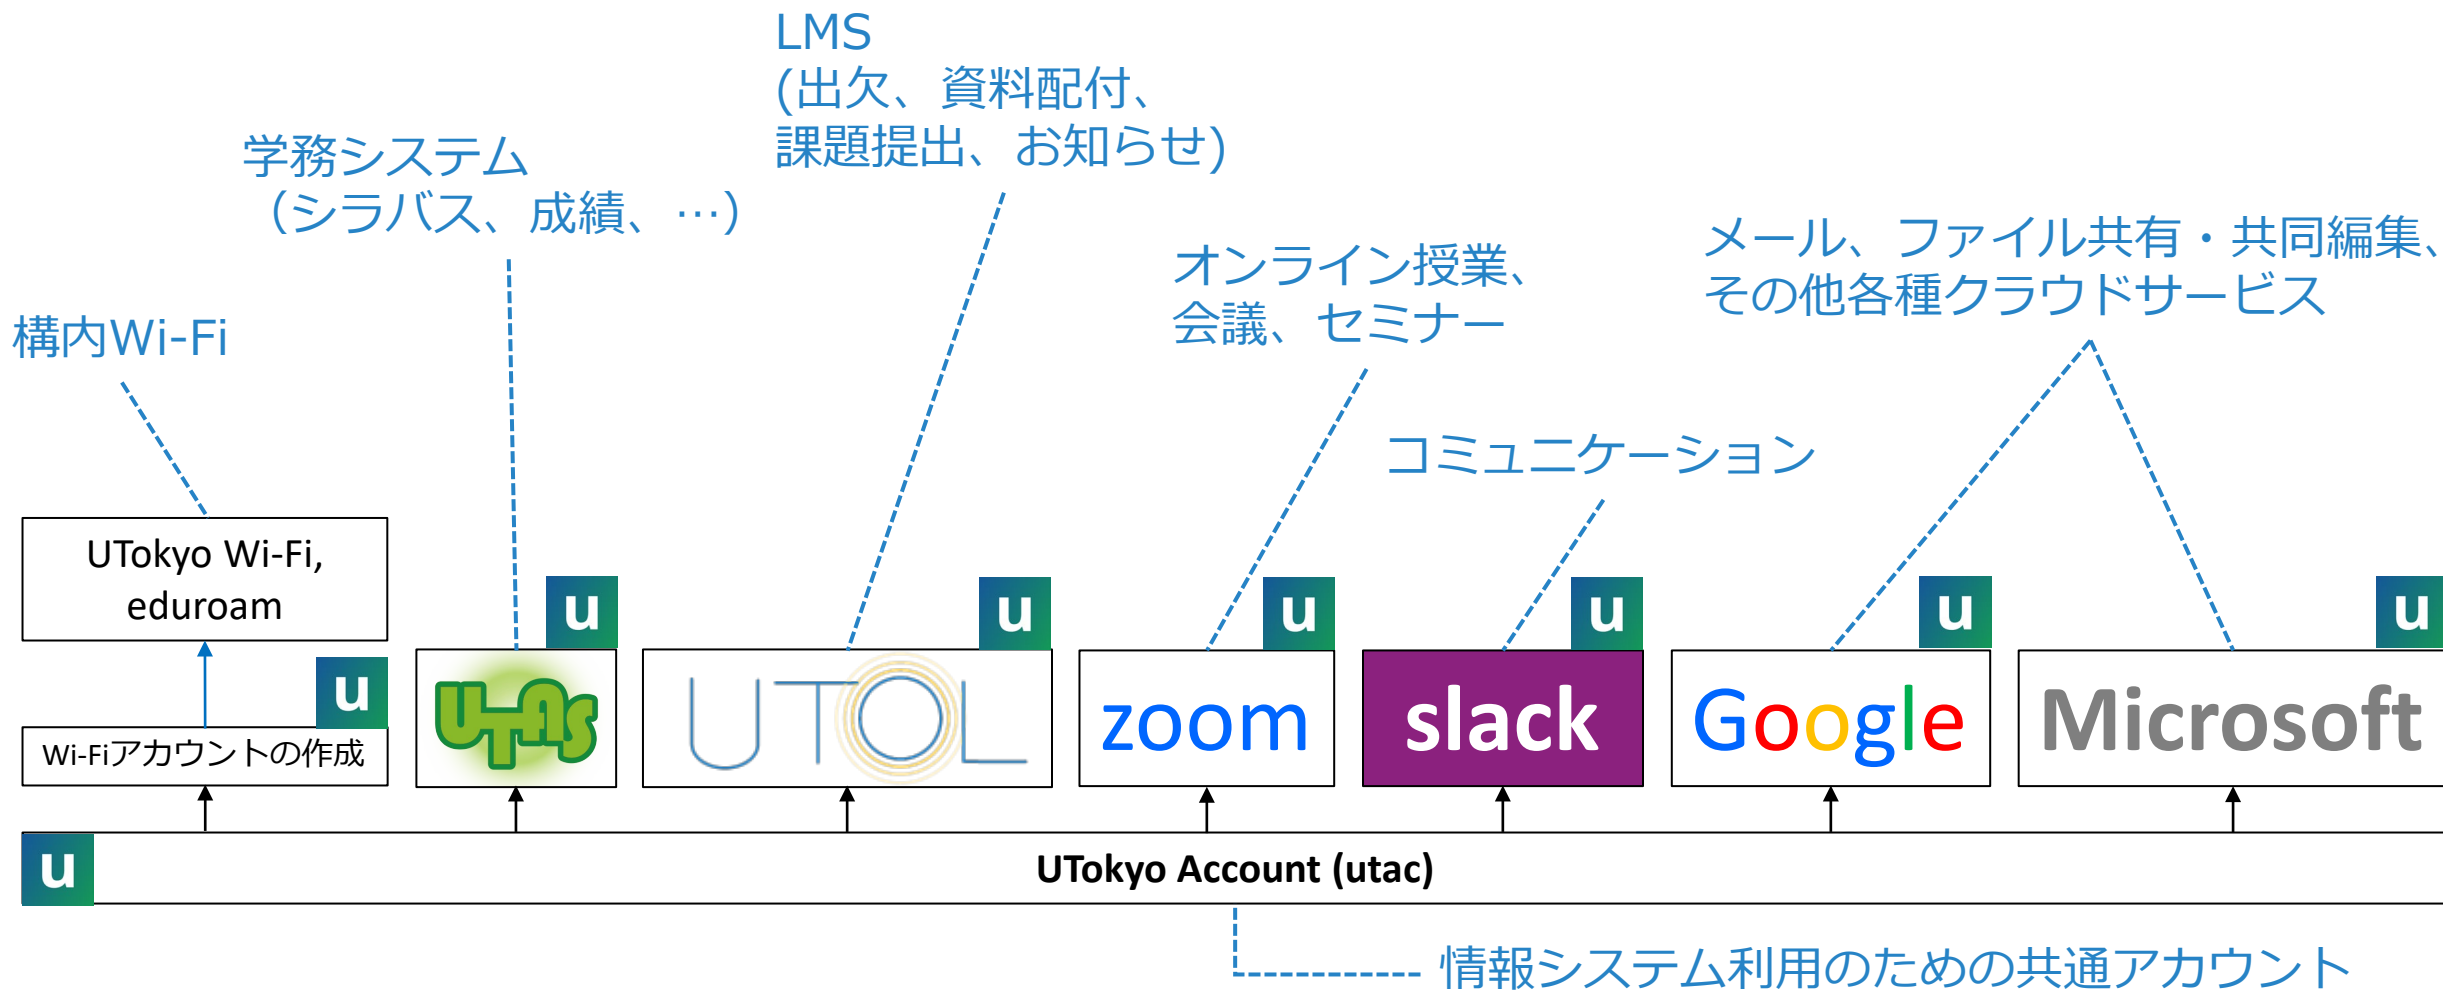 LMS
(出欠、資料配付、
課題提出、お知らせ)
学務システム
（シラバス、成績、…）
オンライン授業、
会議、セミナー
メール、ファイル共有・共同編集、
その他各種クラウドサービス
構内Wi-Fi
コミュニケーション
UTokyo Wi-Fi,
eduroam
u
u
u
u
u
u
u
Wi-Fiアカウントの作成
UTAS
UTOL
zoom
slack
Google
Microsoft
u
UTokyo Account (utac)
情報システム利用のための共通アカウント